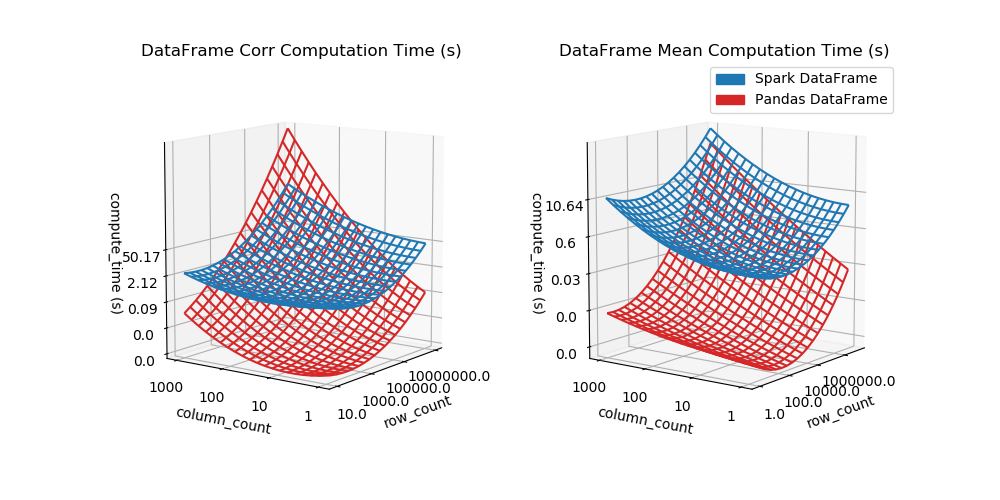 DataFrame Corr Computation Time (s)
compute_time (s)
50.17
2.12
0.09
0.0
0.0
1000
100
10
1
column_count
10.0
1000.0
1000000.0
10000000.0
row_count
DataFrame Mean Computation Time (s)
Spark DataFrame
Pandas DataFrame
compute_time (s)
10.64
0.6
0.03
0.0
0.0
1000
100
10
1
column_count
1.0
100.0
10000.0
1000000.0
row_count